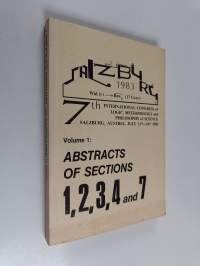 SALZBURG
1983
7th INTERNATIONAL CONGRESS OF
LOGIC, METHODOLOGY and
PHILOSOPHY of SCIENCE
SALZBURG, AUSTRIA, JULY 11th-16th 1983
Volume 1:
ABSTRACTS
OF SECTIONS
1,2,3,4 and 7